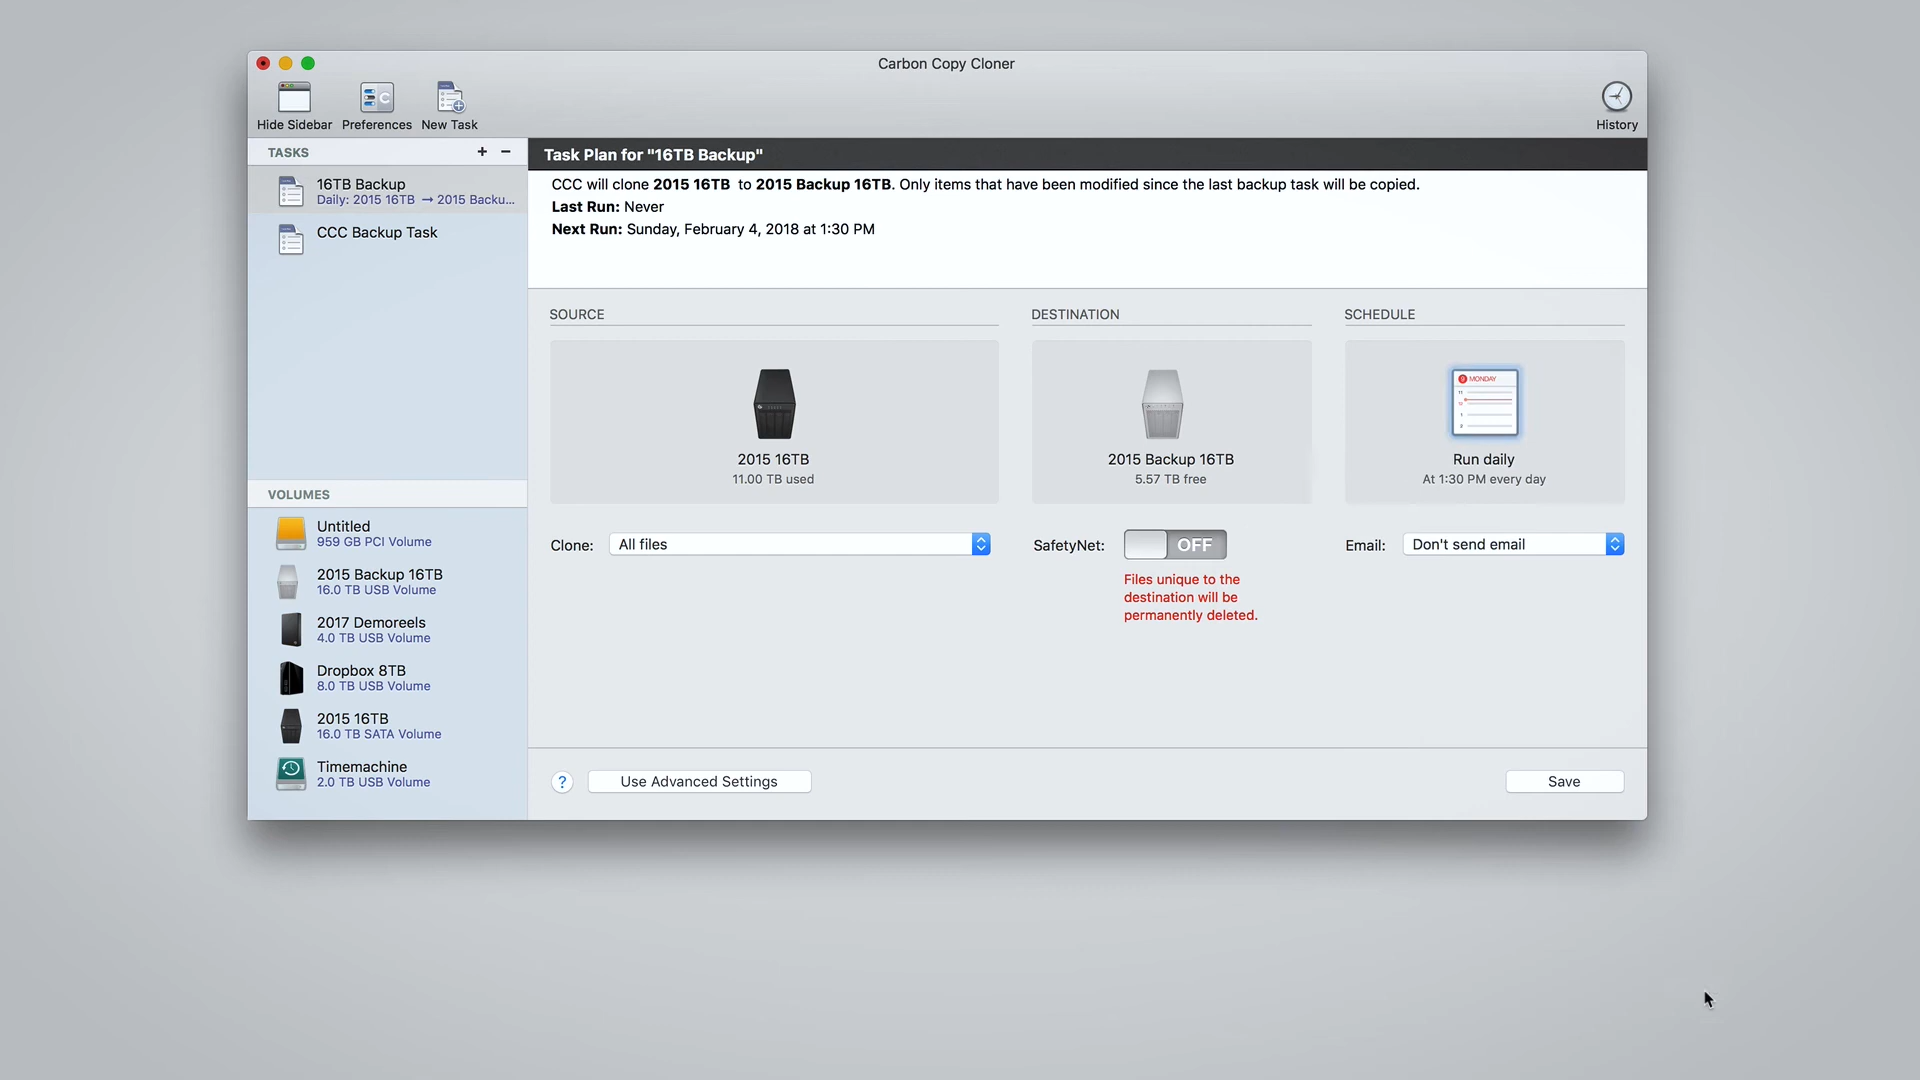 Carbon Copy Cloner
Hide Sidebar
Preferences
New Task
History
TASKS
+ −
16TB Backup
Daily: 2015 16TB → 2015 Backu...
CCC Backup Task
VOLUMES
Untitled
959 GB PCI Volume
2015 Backup 16TB
16.0 TB USB Volume
2017 Demoreels
4.0 TB USB Volume
Dropbox 8TB
8.0 TB USB Volume
2015 16TB
16.0 TB SATA Volume
Timemachine
2.0 TB USB Volume
Task Plan for "16TB Backup"
CCC will clone 2015 16TB to 2015 Backup 16TB. Only items that have been modified since the last backup task will be copied.
Last Run: Never
Next Run: Sunday, February 4, 2018 at 1:30 PM
SOURCE
2015 16TB
11.00 TB used
Clone: All files
DESTINATION
2015 Backup 16TB
5.57 TB free
SafetyNet: OFF
Files unique to the
destination will be
permanently deleted.
SCHEDULE
MONDAY
11
12
1
2
Run daily
At 1:30 PM every day
Email: Don't send email
?
Use Advanced Settings
Save